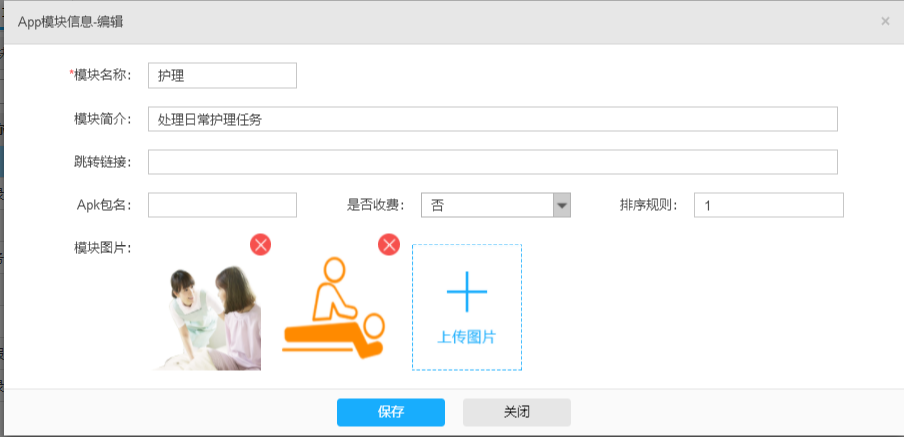 App模块信息-编辑
*模块名称： 护理
模块简介： 处理日常护理任务
跳转链接：
Apk包名： 是否收费： 否 排序规则： 1
模块图片：
上传图片
保存 关闭